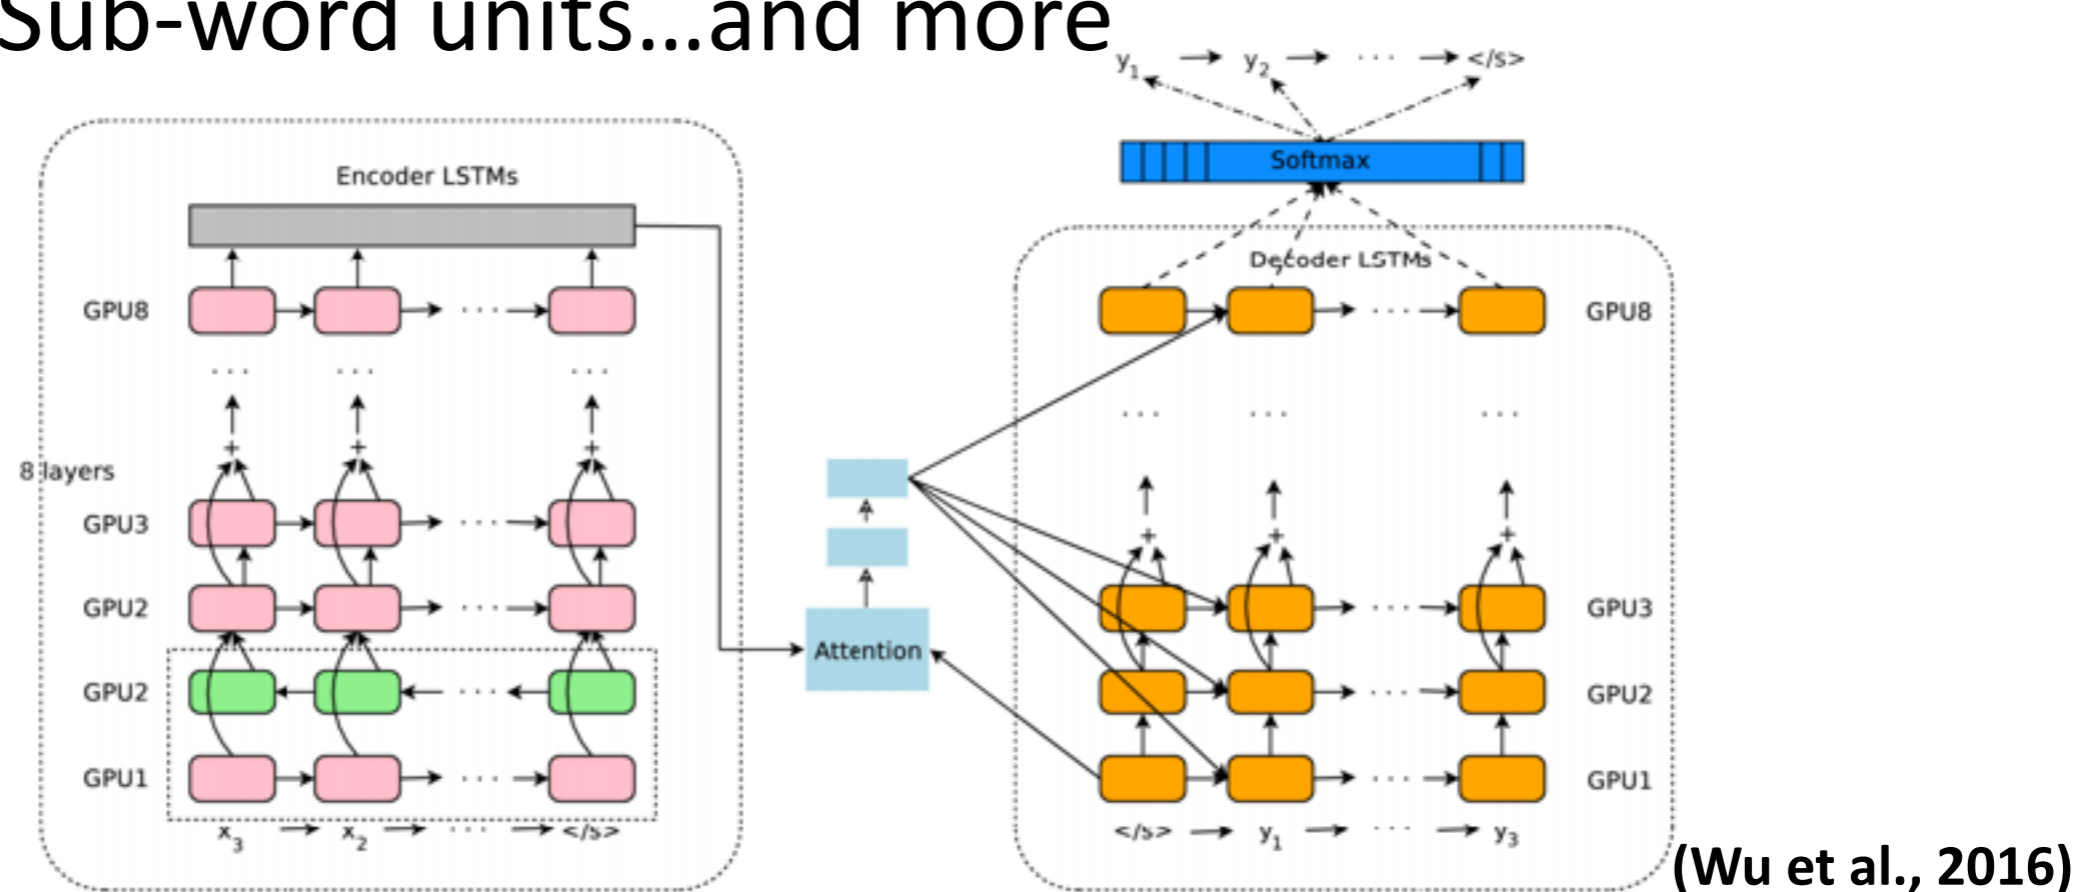 Sub-word units...and more
y1 → y2 → ... → </s>
Softmax
Encoder LSTMs
Decoder LSTMs
GPU8
...
...
...
8 layers
GPU3
GPU2
GPU2
GPU1
x3 → x2 → ... → </s>
Attention
GPU8
...
...
...
GPU3
GPU2
GPU1
</s> → y1 → ... → y3
(Wu et al., 2016)